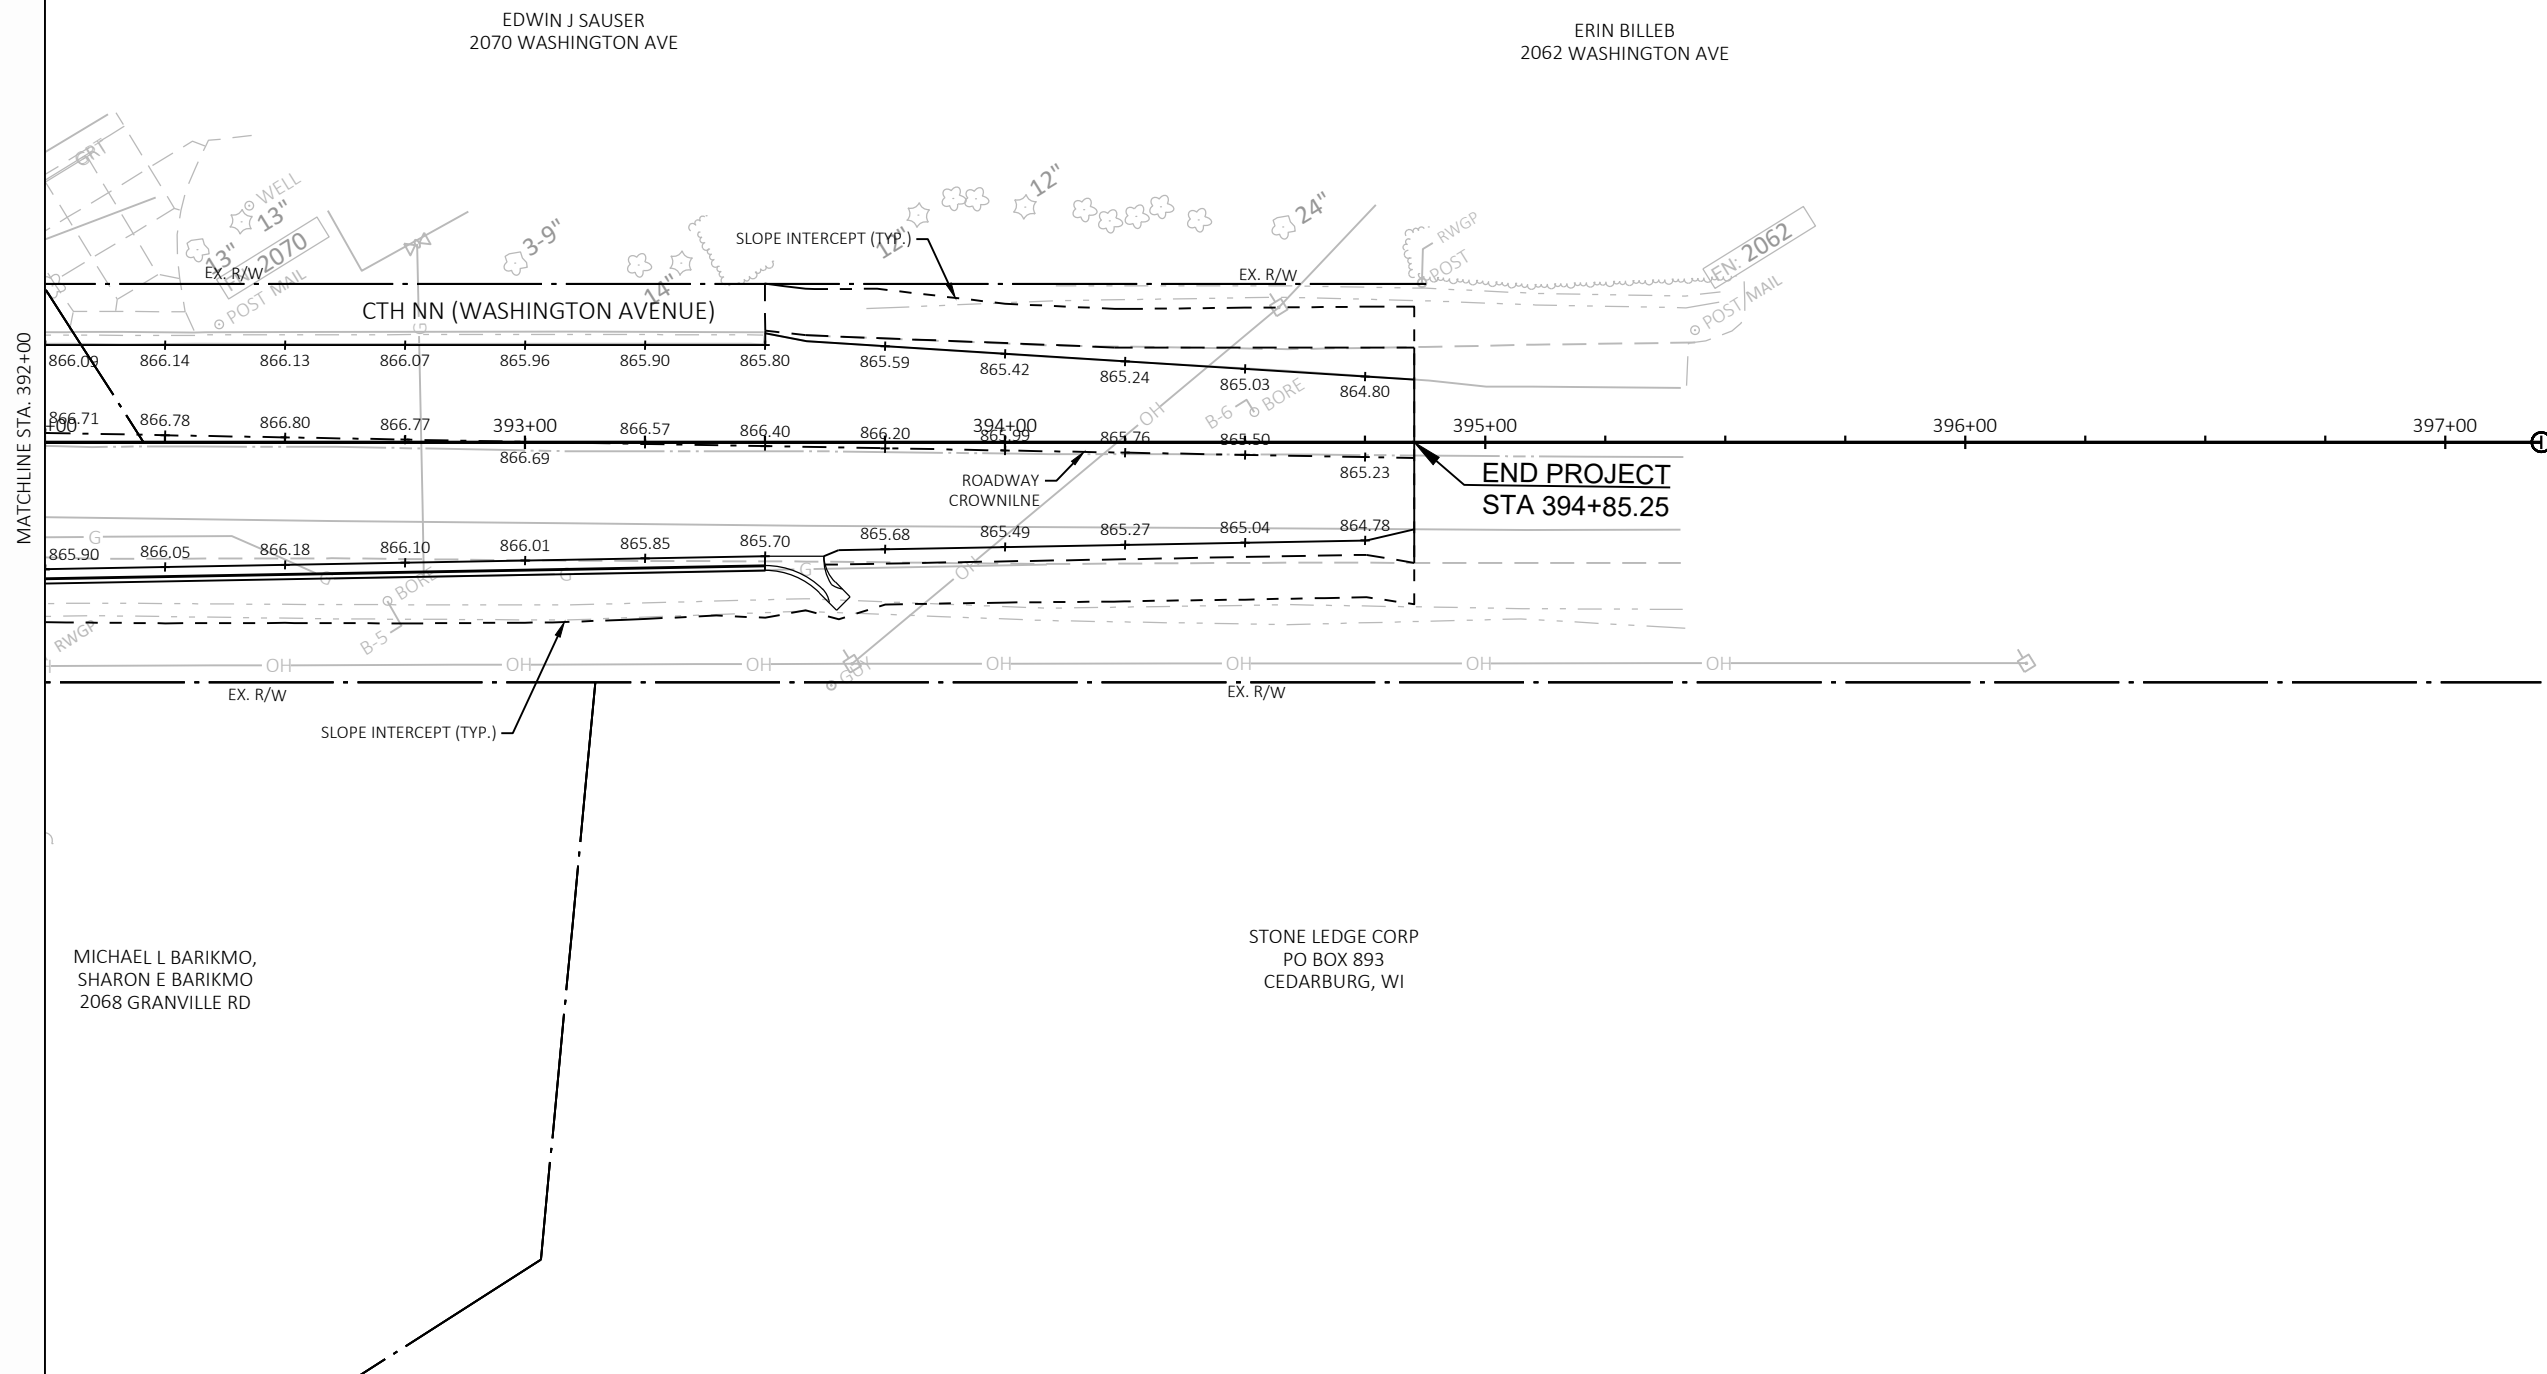 EDWIN J SAUSER
2070 WASHINGTON AVE
ERIN BILLEB
2062 WASHINGTON AVE
GRT
WELL
13"
13"
2070
POST MAIL
3-9"
14"
12"
12"
24"
RWGP
POST
EN: 2062
POST/MAIL
SLOPE INTERCEPT (TYP.)
EX. R/W
EX. R/W
CTH NN (WASHINGTON AVENUE)
G
MATCHLINE STA. 392+00
866.09 866.14 866.13 866.07 865.96 865.90 865.80 865.59 865.42 865.24 865.03 864.80
B-6
BORE
OH
866.71 866.78 866.80 866.77 393+00 866.57 866.40 866.20 394+00 865.99 865.76 865.50 395+00 396+00 397+00
+00
866.69
865.23
ROADWAY
CROWNILNE
END PROJECT
STA 394+85.25
865.90 866.05 866.18 866.10 866.01 865.85 865.70 865.68 865.49 865.27 865.04 864.78
G
G
OH
BORE
B-5
RWGP
OH OH OH OH OH OH OH
GUY
EX. R/W
EX. R/W
SLOPE INTERCEPT (TYP.)
MICHAEL L BARIKMO,
SHARON E BARIKMO
2068 GRANVILLE RD
STONE LEDGE CORP
PO BOX 893
CEDARBURG, WI